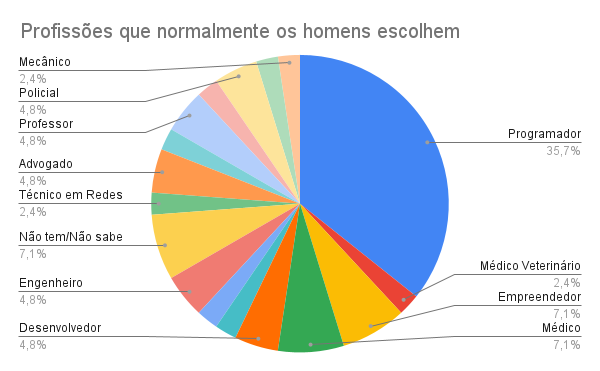 Profissões que normalmente os homens escolhem
Mecânico
2,4%
Policial
4,8%
Professor
4,8%
Advogado
4,8%
Técnico em Redes
2,4%
Não tem/Não sabe
7,1%
Engenheiro
4,8%
Desenvolvedor
4,8%
Programador
35,7%
Médico Veterinário
2,4%
Empreendedor
7,1%
Médico
7,1%